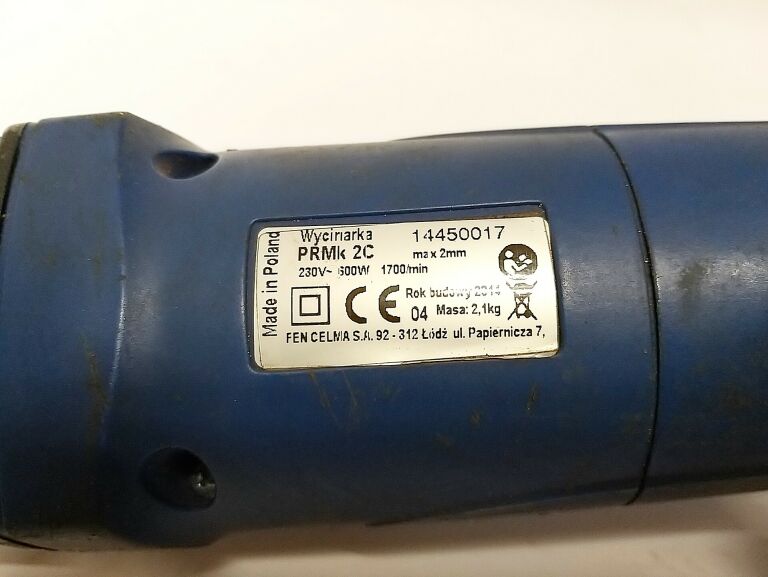 Made in Poland
Wycinarka 14450017
PRMk 2C max 2mm
230V~ 600W 1700/min
CE Rok budowy 2014
04 Masa: 2,1kg
FEN CELMA S.A. 92 - 312 Łódź ul. Papiernicza 7,